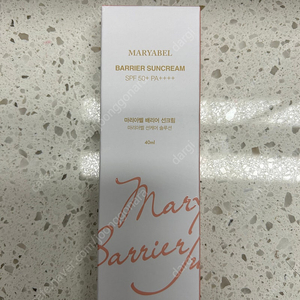 MARYABEL
BARRIER SUNCREAM
SPF 50+ PA++++
마리아벨 배리어 선크림
40ml
Mary
Barrier